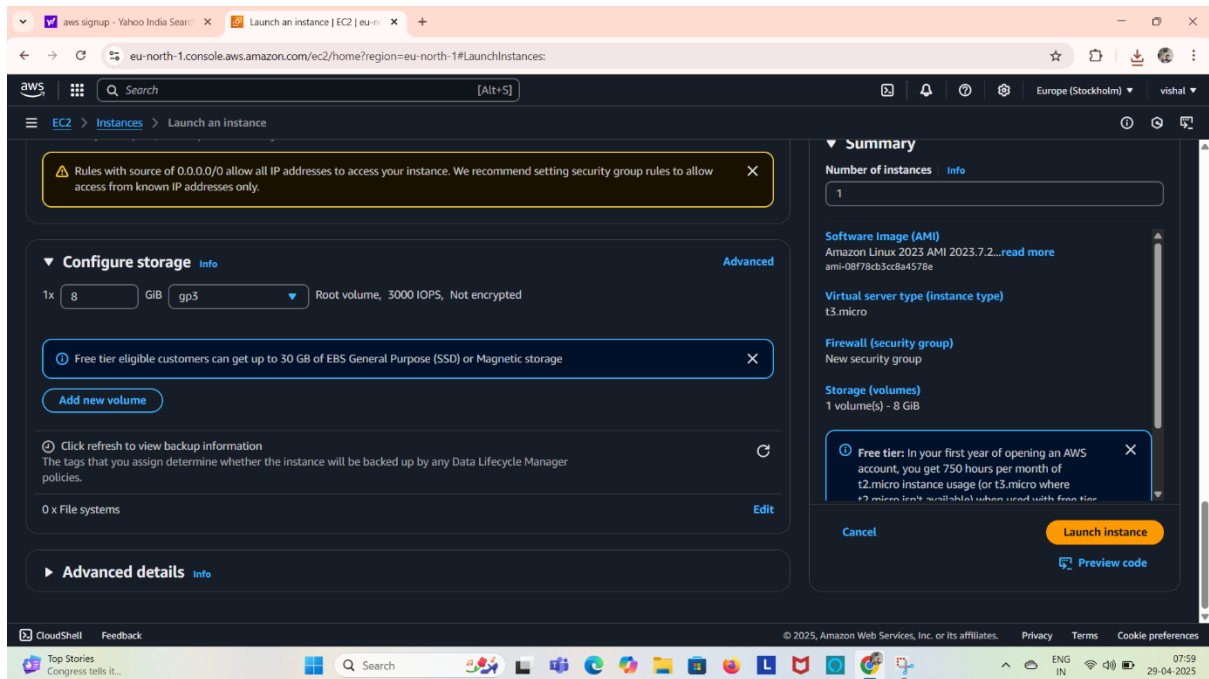 aws signup - Yahoo India Searc
Launch an instance | EC2 | eu-n
eu-north-1.console.aws.amazon.com/ec2/home?region=eu-north-1#LaunchInstances:
aws
Search
[Alt+S]
Europe (Stockholm)
vishal
EC2 > Instances > Launch an instance
Rules with source of 0.0.0.0/0 allow all IP addresses to access your instance. We recommend setting security group rules to allow
access from known IP addresses only.
Configure storage Info
Advanced
1x 8 GiB gp3 Root volume, 3000 IOPS, Not encrypted
Free tier eligible customers can get up to 30 GB of EBS General Purpose (SSD) or Magnetic storage
Add new volume
Click refresh to view backup information
The tags that you assign determine whether the instance will be backed up by any Data Lifecycle Manager
policies.
0 x File systems
Edit
Advanced details Info
Summary
Number of instances Info
1
Software Image (AMI)
Amazon Linux 2023 AMI 2023.7.2...read more
ami-08f78cb3cc8a4578e
Virtual server type (instance type)
t3.micro
Firewall (security group)
New security group
Storage (volumes)
1 volume(s) - 8 GiB
Free tier: In your first year of opening an AWS
account, you get 750 hours per month of
t2.micro instance usage (or t3.micro where
t2.micro isn't available) when used with free tier
Cancel
Launch instance
Preview code
CloudShell Feedback
© 2025, Amazon Web Services, Inc. or its affiliates. Privacy Terms Cookie preferences
Top Stories
Congress tells it...
Search
ENG
IN
07:59
29-04-2025